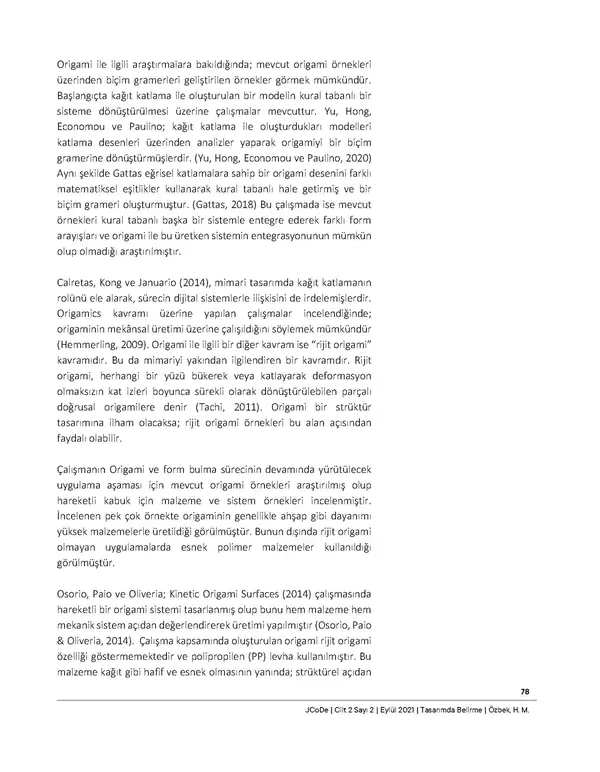 Origami ile ilgili araştırmalara bakıldığında; mevcut origami örnekleri
üzerinden biçim gramerleri geliştirilen örnekler görmek mümkündür.
Başlangıçta kağıt katlama ile oluşturulan bir modelin kural tabanlı bir
sisteme dönüştürülmesi üzerine çalışmalar mevcuttur. Yu, Hong,
Economou ve Paulino; kağıt katlama ile oluşturdukları modelleri
katlama desenleri üzerinden analizler yaparak origamiyi bir biçim
gramerine dönüştürmüşlerdir. (Yu, Hong, Economou ve Paulino, 2020)
Aynı şekilde Gattas eğrisel katlamalara sahip bir origami desenini farklı
matematiksel eşitlikler kullanarak kural tabanlı hale getirmiş ve bir
biçim grameri oluşturmuştur. (Gattas, 2018) Bu çalışmada ise mevcut
örnekleri kural tabanlı başka bir sistemle entegre ederek farklı form
arayışları ve origami ile bu üretken sistemin entegrasyonunun mümkün
olup olmadığı araştırılmıştır.
Calretas, Kong ve Januario (2014), mimari tasarımda kağıt katlamanın
rolünü ele alarak, sürecin dijital sistemlerle ilişkisini de irdelemişlerdir.
Origamics kavramı üzerine yapılan çalışmalar incelendiğinde;
origaminin mekânsal üretimi üzerine çalışıldığını söylemek mümkündür
(Hemmerling, 2009). Origami ile ilgili bir diğer kavram ise “rijit origami”
kavramıdır. Bu da mimariyi yakından ilgilendiren bir kavramdır. Rijit
origami, herhangi bir yüzü bükerek veya katlayarak deformasyon
olmaksızın kat izleri boyunca sürekli olarak dönüştürülebilen parçalı
doğrusal origamilere denir (Tachi, 2011). Origami bir strüktür
tasarımına ilham olacaksa; rijit origami örnekleri bu alan açısından
faydalı olabilir.
Çalışmanın Origami ve form bulma sürecinin devamında yürütülecek
uygulama aşaması için mevcut origami örnekleri araştırılmış olup
hareketli kabuk için malzeme ve sistem örnekleri incelenmiştir.
İncelenen pek çok örnekte origaminin genellikle ahşap gibi dayanımı
yüksek malzemelerle üretildiği görülmüştür. Bunun dışında rijit origami
olmayan uygulamalarda esnek polimer malzemeler kullanıldığı
görülmüştür.
Osorio, Paio ve Oliveria; Kinetic Origami Surfaces (2014) çalışmasında
hareketli bir origami sistemi tasarlanmış olup bunu hem malzeme hem
mekanik sistem açıdan değerlendirerek üretimi yapılmıştır (Osorio, Paio
& Oliveria, 2014). Çalışma kapsamında oluşturulan origami rijit origami
özelliği göstermemektedir ve polipropilen (PP) levha kullanılmıştır. Bu
malzeme kağıt gibi hafif ve esnek olmasının yanında; strüktürel açıdan
78
JCoDe | Cilt 2 Sayı 2 | Eylül 2021 | Tasarımda Belirme | Özbek, H. M.